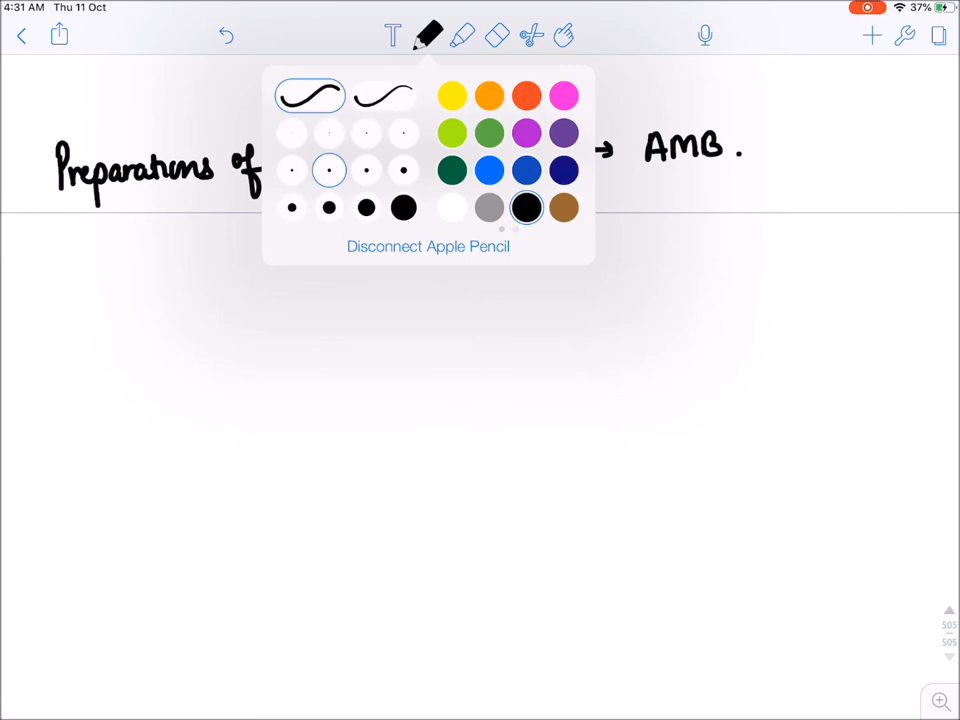 4:31 AM Thu 11 Oct 37%
T
Preparations of → AMB.
Disconnect Apple Pencil
505
505